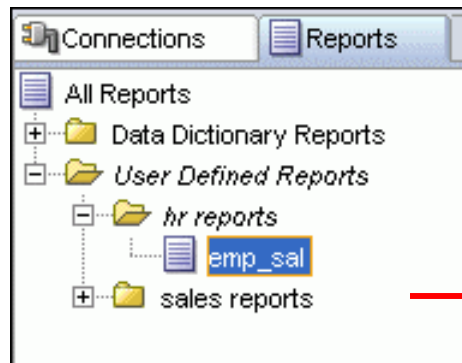 Connections Reports
All Reports
Data Dictionary Reports
User Defined Reports
hr reports
emp_sal
sales reports